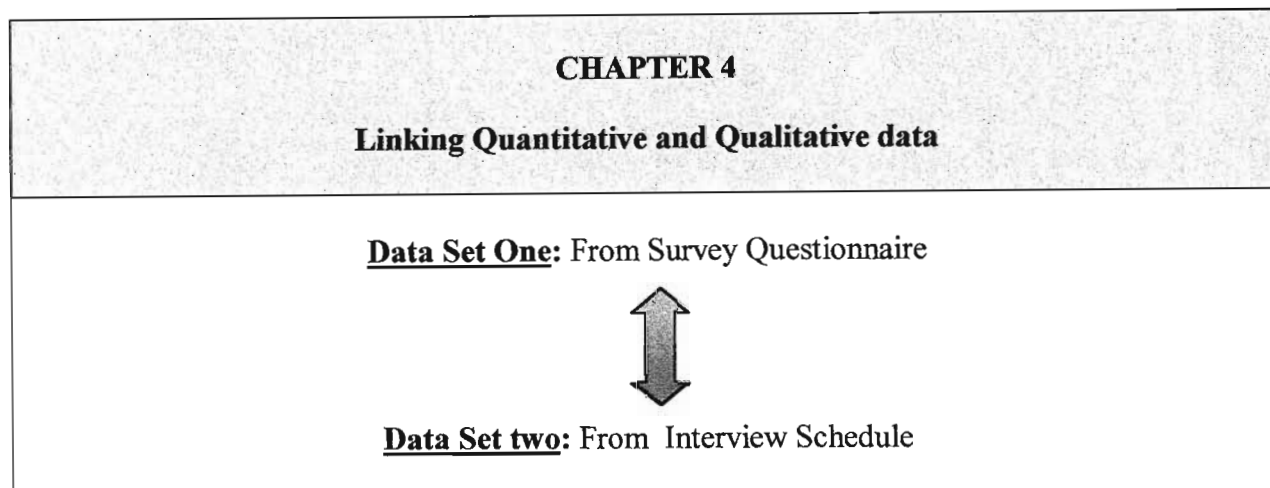 CHAPTER 4
Linking Quantitative and Qualitative data
Data Set One: From Survey Questionnaire
Data Set two: From Interview Schedule